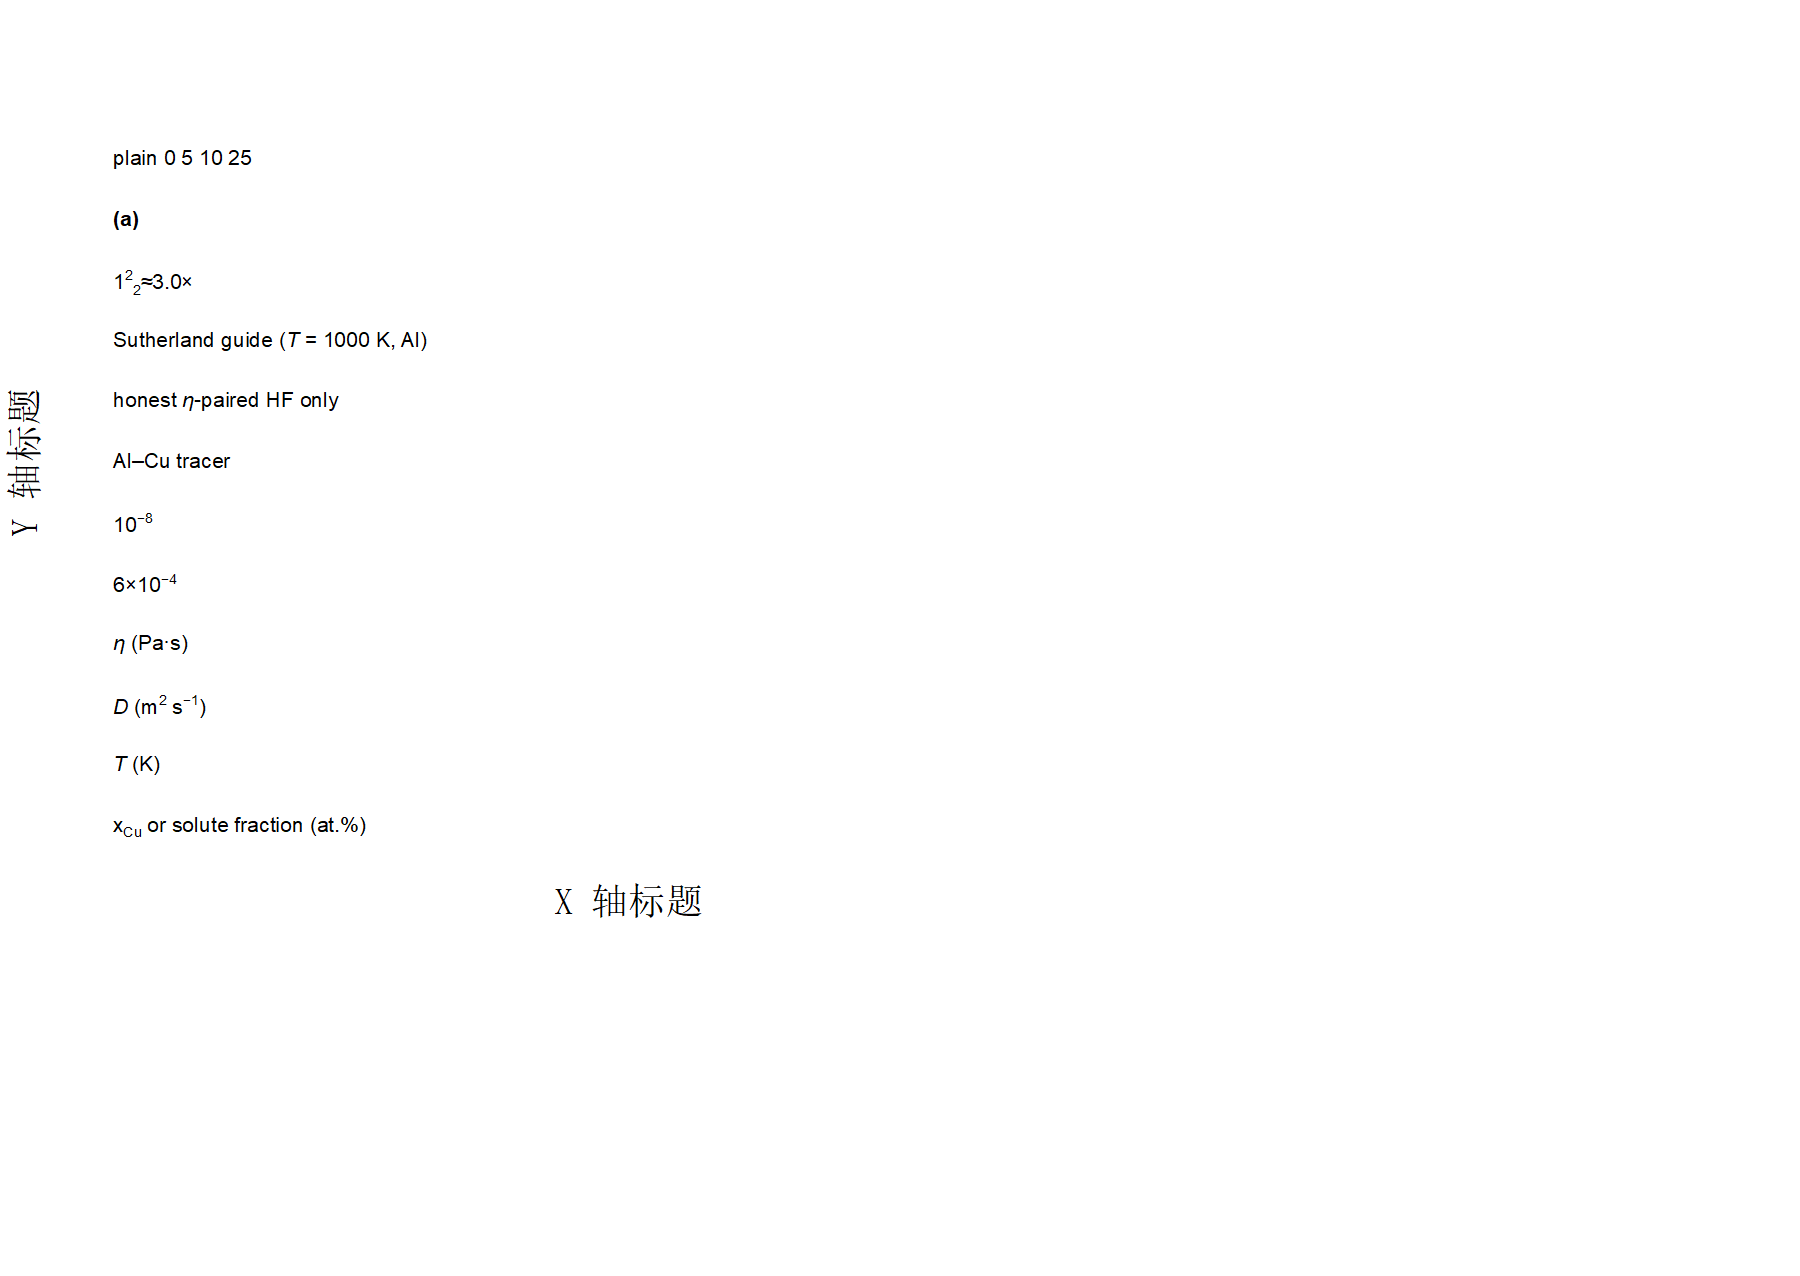 plain 0 5 10 25
(a)
1²₂≈3.0×
Sutherland guide (T = 1000 K, Al)
honest η-paired HF only
Al–Cu tracer
10⁻⁸
6×10⁻⁴
η (Pa·s)
D (m² s⁻¹)
T (K)
x_Cu or solute fraction (at.%)
Y 轴标题
X 轴标题